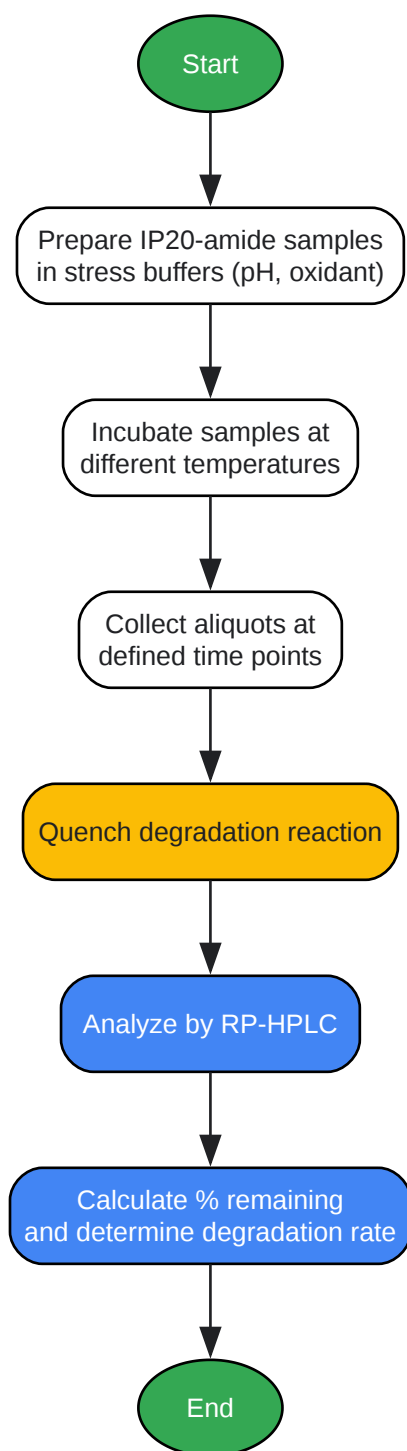 Start
Prepare IP20-amide samples
in stress buffers (pH, oxidant)
Incubate samples at
different temperatures
Collect aliquots at
defined time points
Quench degradation reaction
Analyze by RP-HPLC
Calculate % remaining
and determine degradation rate
End